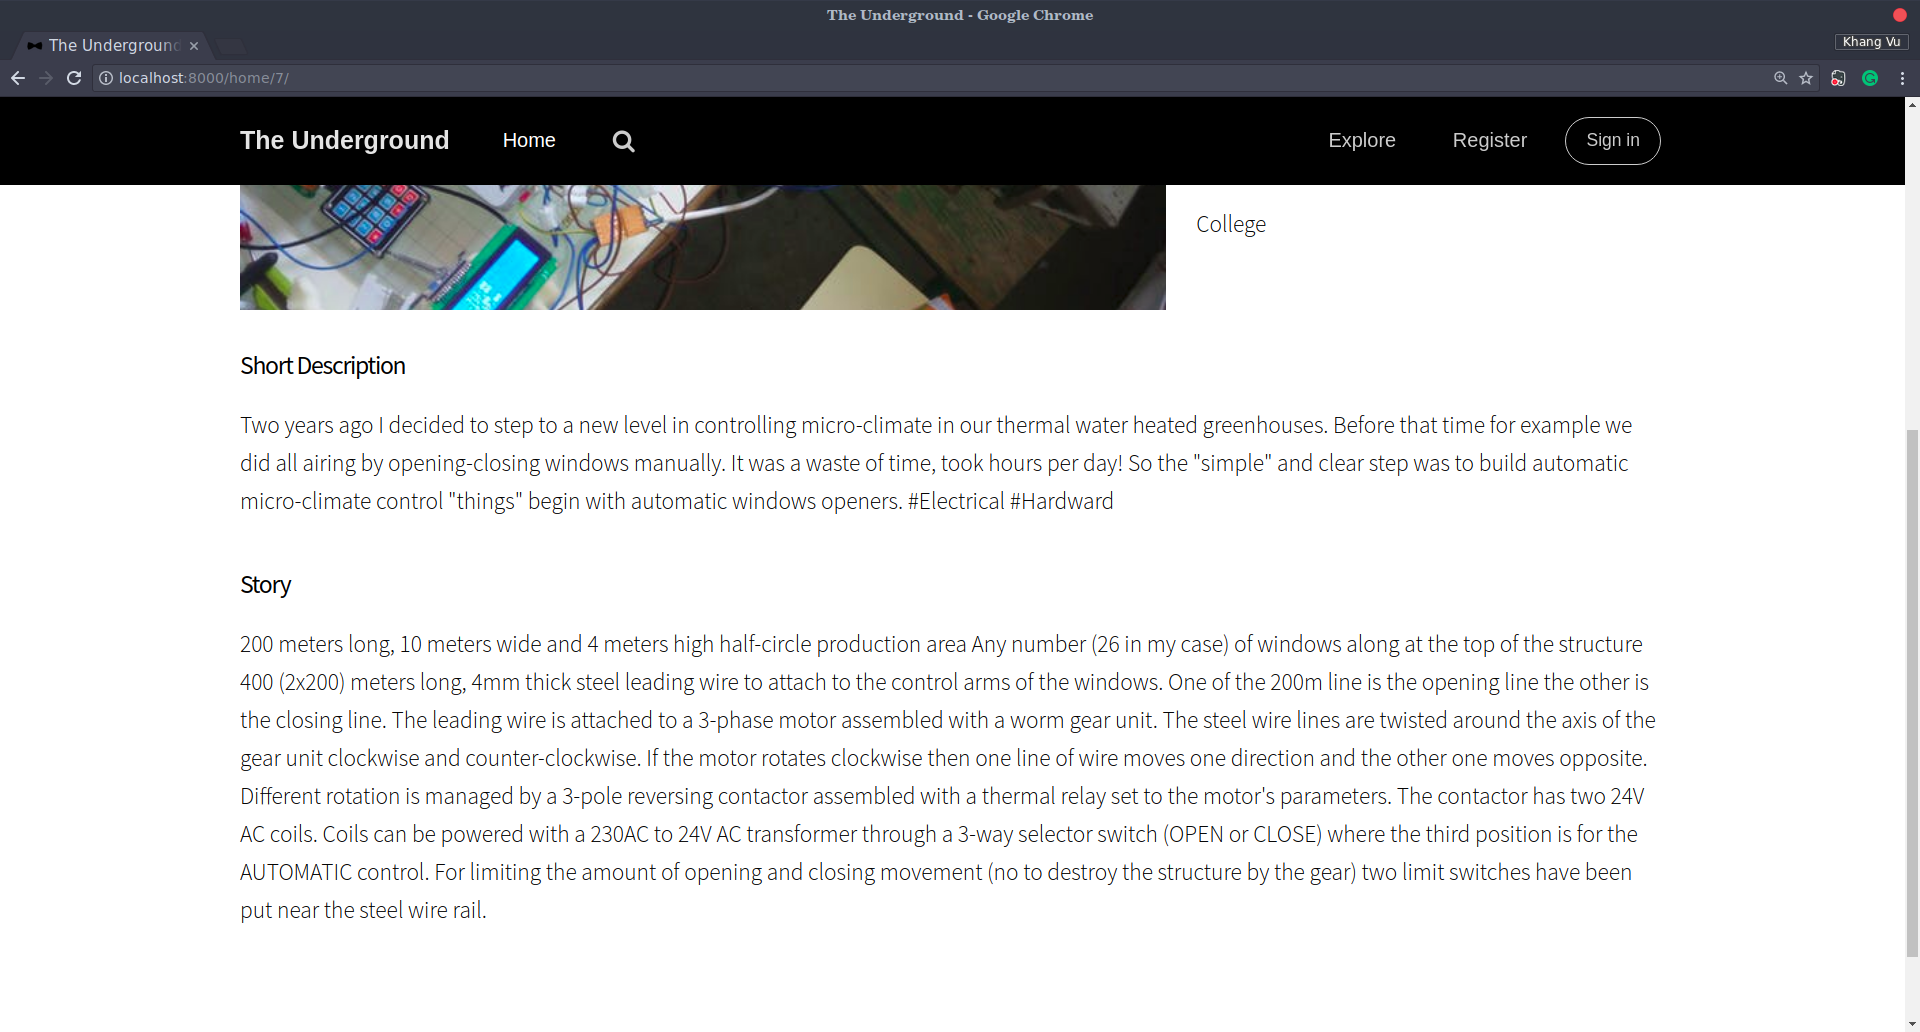 The Underground - Google Chrome
The Underground
Khang Vu
localhost:8000/home/7/
The Underground Home Explore Register Sign in
College
Short Description
Two years ago I decided to step to a new level in controlling micro-climate in our thermal water heated greenhouses. Before that time for example we
did all airing by opening-closing windows manually. It was a waste of time, took hours per day! So the "simple" and clear step was to build automatic
micro-climate control "things" begin with automatic windows openers. #Electrical #Hardward
Story
200 meters long, 10 meters wide and 4 meters high half-circle production area Any number (26 in my case) of windows along at the top of the structure
400 (2x200) meters long, 4mm thick steel leading wire to attach to the control arms of the windows. One of the 200m line is the opening line the other is
the closing line. The leading wire is attached to a 3-phase motor assembled with a worm gear unit. The steel wire lines are twisted around the axis of the
gear unit clockwise and counter-clockwise. If the motor rotates clockwise then one line of wire moves one direction and the other one moves opposite.
Different rotation is managed by a 3-pole reversing contactor assembled with a thermal relay set to the motor's parameters. The contactor has two 24V
AC coils. Coils can be powered with a 230AC to 24V AC transformer through a 3-way selector switch (OPEN or CLOSE) where the third position is for the
AUTOMATIC control. For limiting the amount of opening and closing movement (no to destroy the structure by the gear) two limit switches have been
put near the steel wire rail.